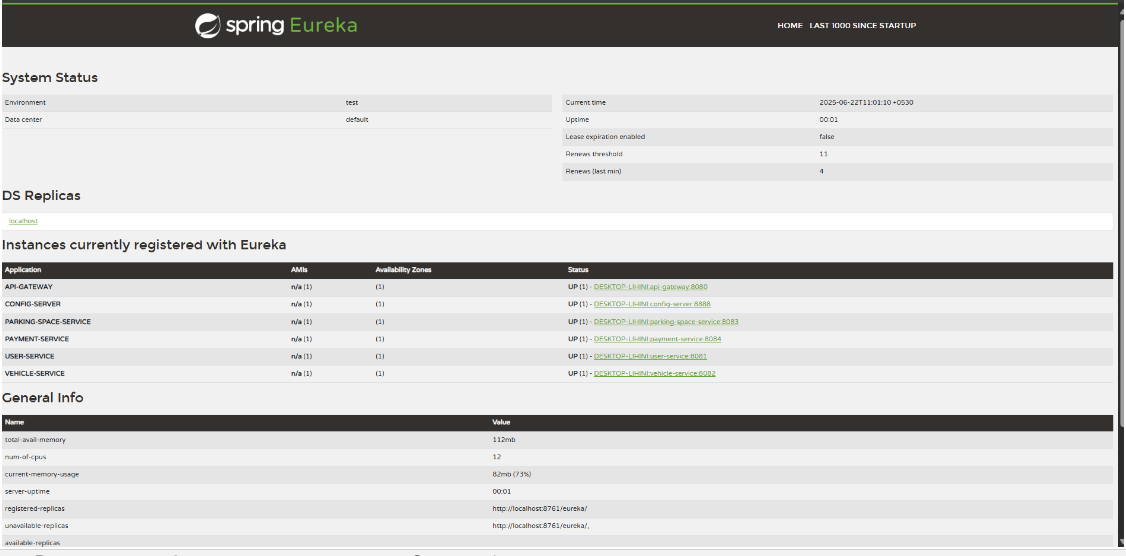 spring Eureka HOME LAST 1000 SINCE STARTUP
System Status
Environment test Current time 2025-06-22T11:01:10 +0530
Data center default Uptime 00:01
Lease expiration enabled false
Renews threshold 11
Renews (last min) 4
DS Replicas
localhost
Instances currently registered with Eureka
Application AMIs Availability Zones Status
API-GATEWAY n/a (1) (1) UP (1) - DESKTOP-LIHINI:api-gateway:8080
CONFIG-SERVER n/a (1) (1) UP (1) - DESKTOP-LIHINI:config-server:8888
PARKING-SPACE-SERVICE n/a (1) (1) UP (1) - DESKTOP-LIHINI:parking-space-service:8083
PAYMENT-SERVICE n/a (1) (1) UP (1) - DESKTOP-LIHINI:payment-service:8084
USER-SERVICE n/a (1) (1) UP (1) - DESKTOP-LIHINI:user-service:8081
VEHICLE-SERVICE n/a (1) (1) UP (1) - DESKTOP-LIHINI:vehicle-service:8082
General Info
Name Value
total-avail-memory 112mb
num-of-cpus 12
current-memory-usage 82mb (73%)
server-uptime 00:01
registered-replicas http://localhost:8761/eureka/
unavailable-replicas http://localhost:8761/eureka/,
available-replicas